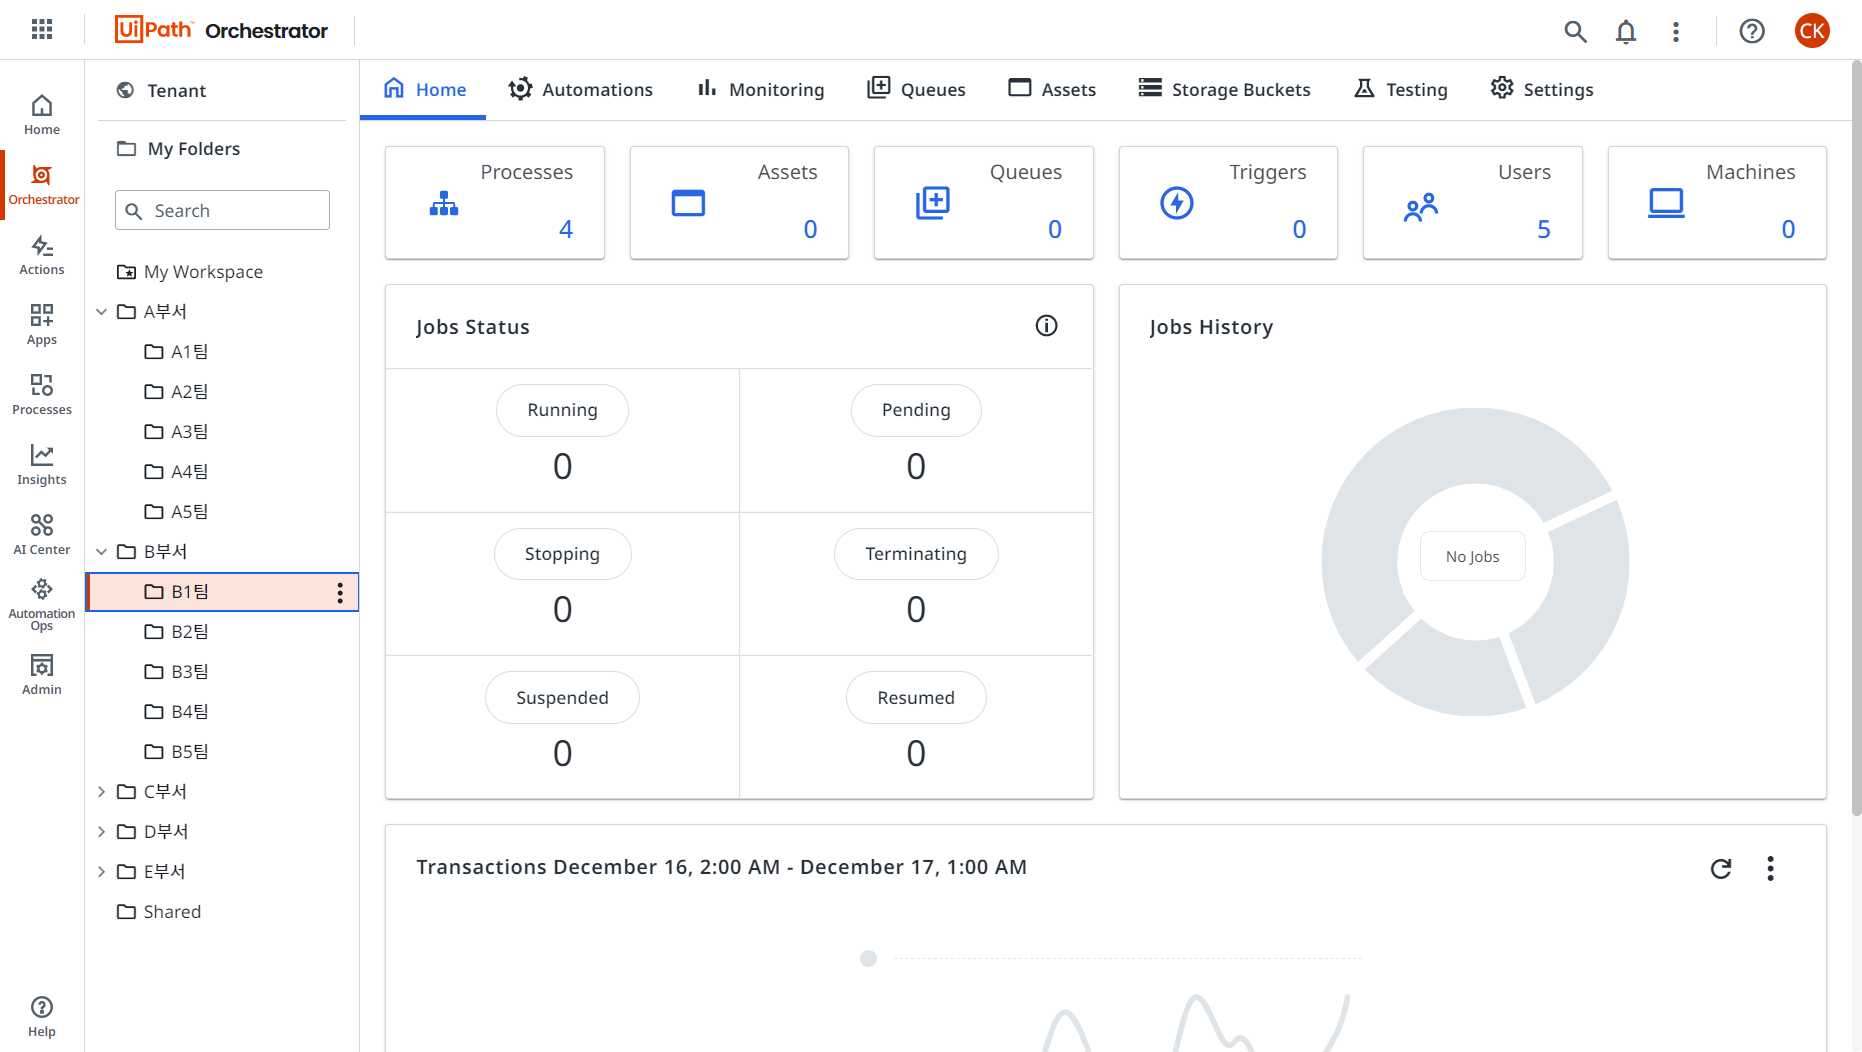 UiPath Orchestrator
CK
Home
Orchestrator
Actions
Apps
Processes
Insights
AI Center
Automation
Ops
Admin
Help
Tenant
My Folders
Search
My Workspace
A부서
A1팀
A2팀
A3팀
A4팀
A5팀
B부서
B1팀
B2팀
B3팀
B4팀
B5팀
C부서
D부서
E부서
Shared
Home Automations Monitoring Queues Assets Storage Buckets Testing Settings
Processes
4
Assets
0
Queues
0
Triggers
0
Users
5
Machines
0
Jobs Status
Running
0
Pending
0
Stopping
0
Terminating
0
Suspended
0
Resumed
0
Jobs History
No Jobs
Transactions December 16, 2:00 AM - December 17, 1:00 AM